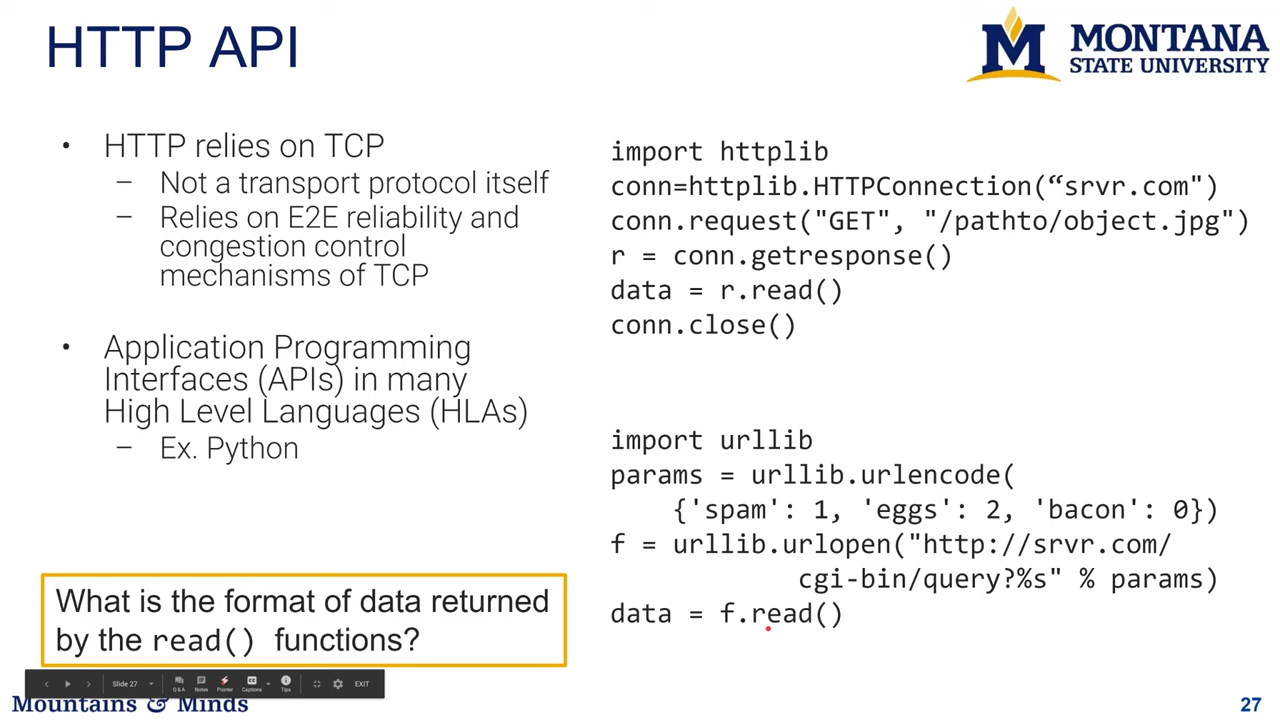 HTTP API
MONTANA
STATE UNIVERSITY
• HTTP relies on TCP
– Not a transport protocol itself
– Relies on E2E reliability and
congestion control
mechanisms of TCP
• Application Programming
Interfaces (APIs) in many
High Level Languages (HLAs)
– Ex. Python
What is the format of data returned
by the read() functions?
import httplib
conn=httplib.HTTPConnection(“srvr.com")
conn.request("GET", "/pathto/object.jpg")
r = conn.getresponse()
data = r.read()
conn.close()
import urllib
params = urllib.urlencode(
{'spam': 1, 'eggs': 2, 'bacon': 0})
f = urllib.urlopen("http://srvr.com/
cgi-bin/query?%s" % params)
data = f.read()
Slide 27
Q & A Notes Pointer Captions Tips EXIT
Mountains & Minds
27